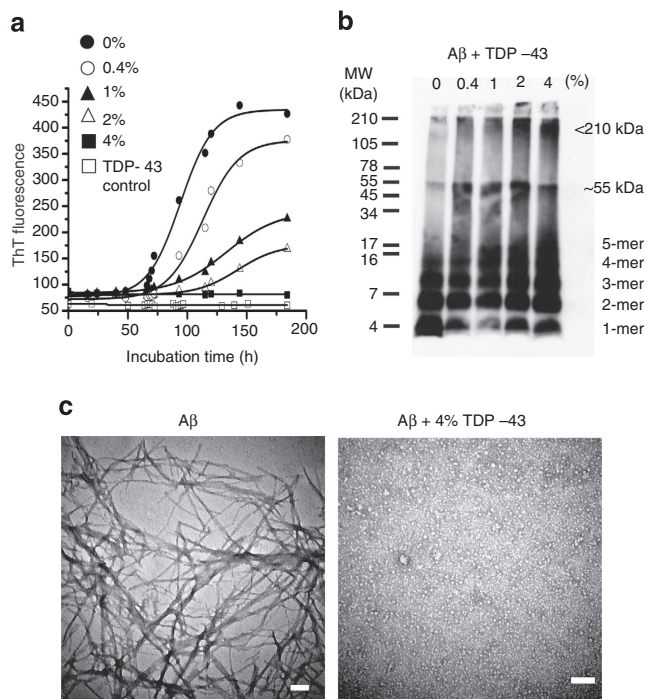 a
0%
0.4%
1%
2%
4%
TDP- 43
control
450
400
350
300
250
200
150
100
50
ThT fluorescence
0
50
100
150
200
Incubation time (h)
b
Aβ + TDP –43
MW
(kDa)
0 0.4 1 2 4 (%)
210
105
78
55
45
34
17
16
7
4
<210 kDa
~55 kDa
5-mer
4-mer
3-mer
2-mer
1-mer
c
Aβ
Aβ + 4% TDP –43